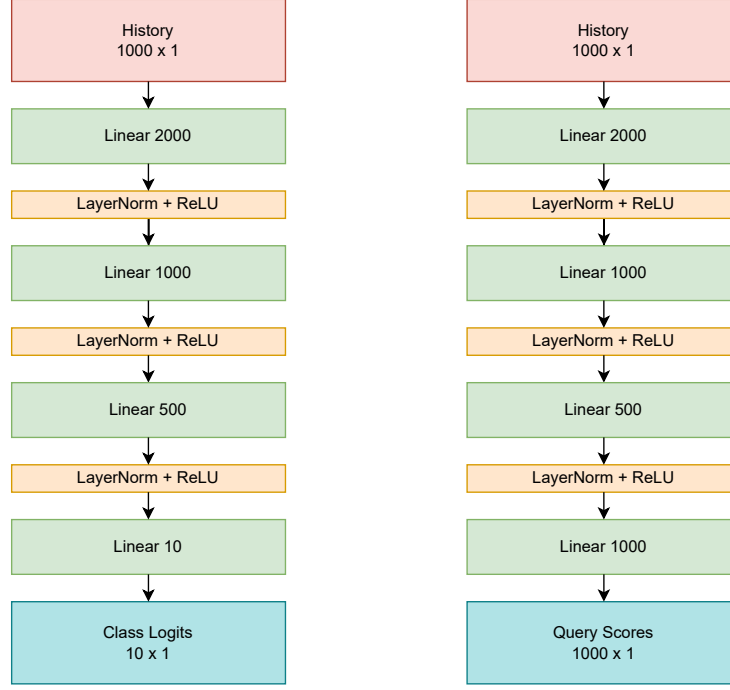 History
1000 x 1
Linear 2000
LayerNorm + ReLU
Linear 1000
LayerNorm + ReLU
Linear 500
LayerNorm + ReLU
Linear 10
Class Logits
10 x 1
History
1000 x 1
Linear 2000
LayerNorm + ReLU
Linear 1000
LayerNorm + ReLU
Linear 500
LayerNorm + ReLU
Linear 1000
Query Scores
1000 x 1